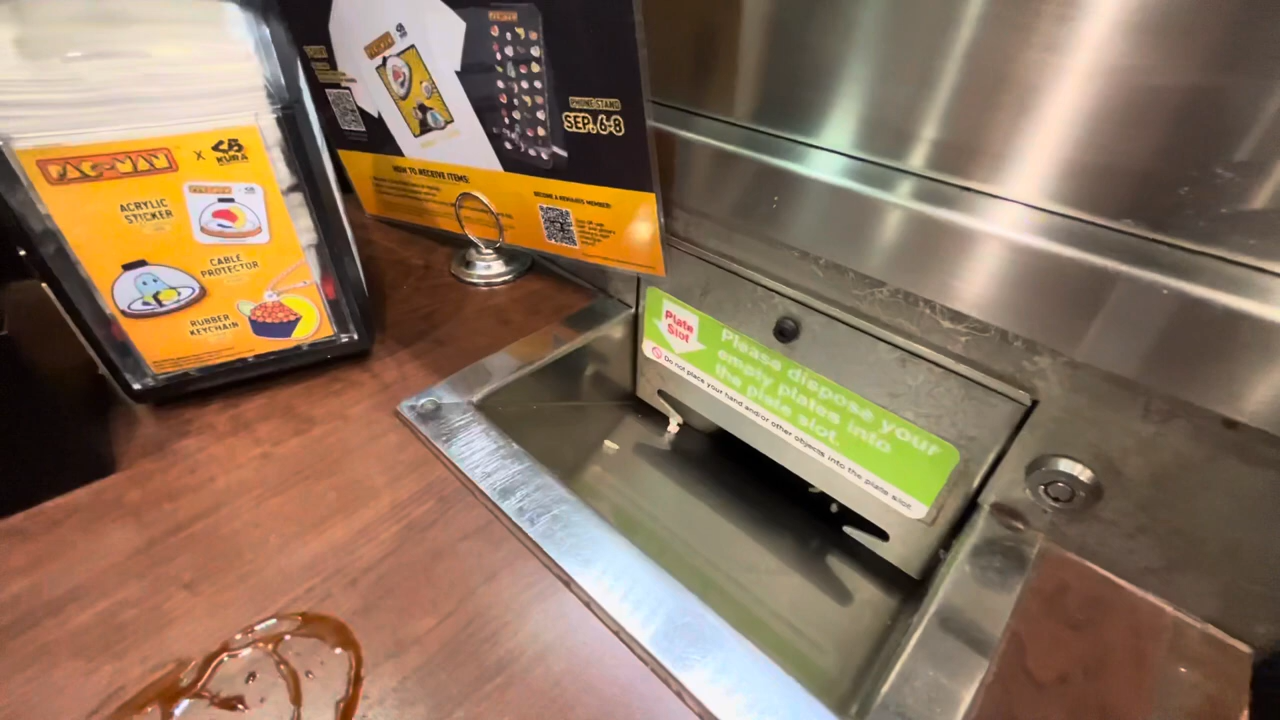 PAC-MAN X KURA
ACRYLIC
STICKER
CABLE
PROTECTOR
RUBBER
KEYCHAIN
PHONE STAND
SEP. 6-8
HOW TO RECEIVE ITEMS:
BECOME A REWARDS MEMBER!
Plate
Slot
Please dispose your
empty plates into
the plate slot.
Do not place your hand and/or other objects into the plate slot.